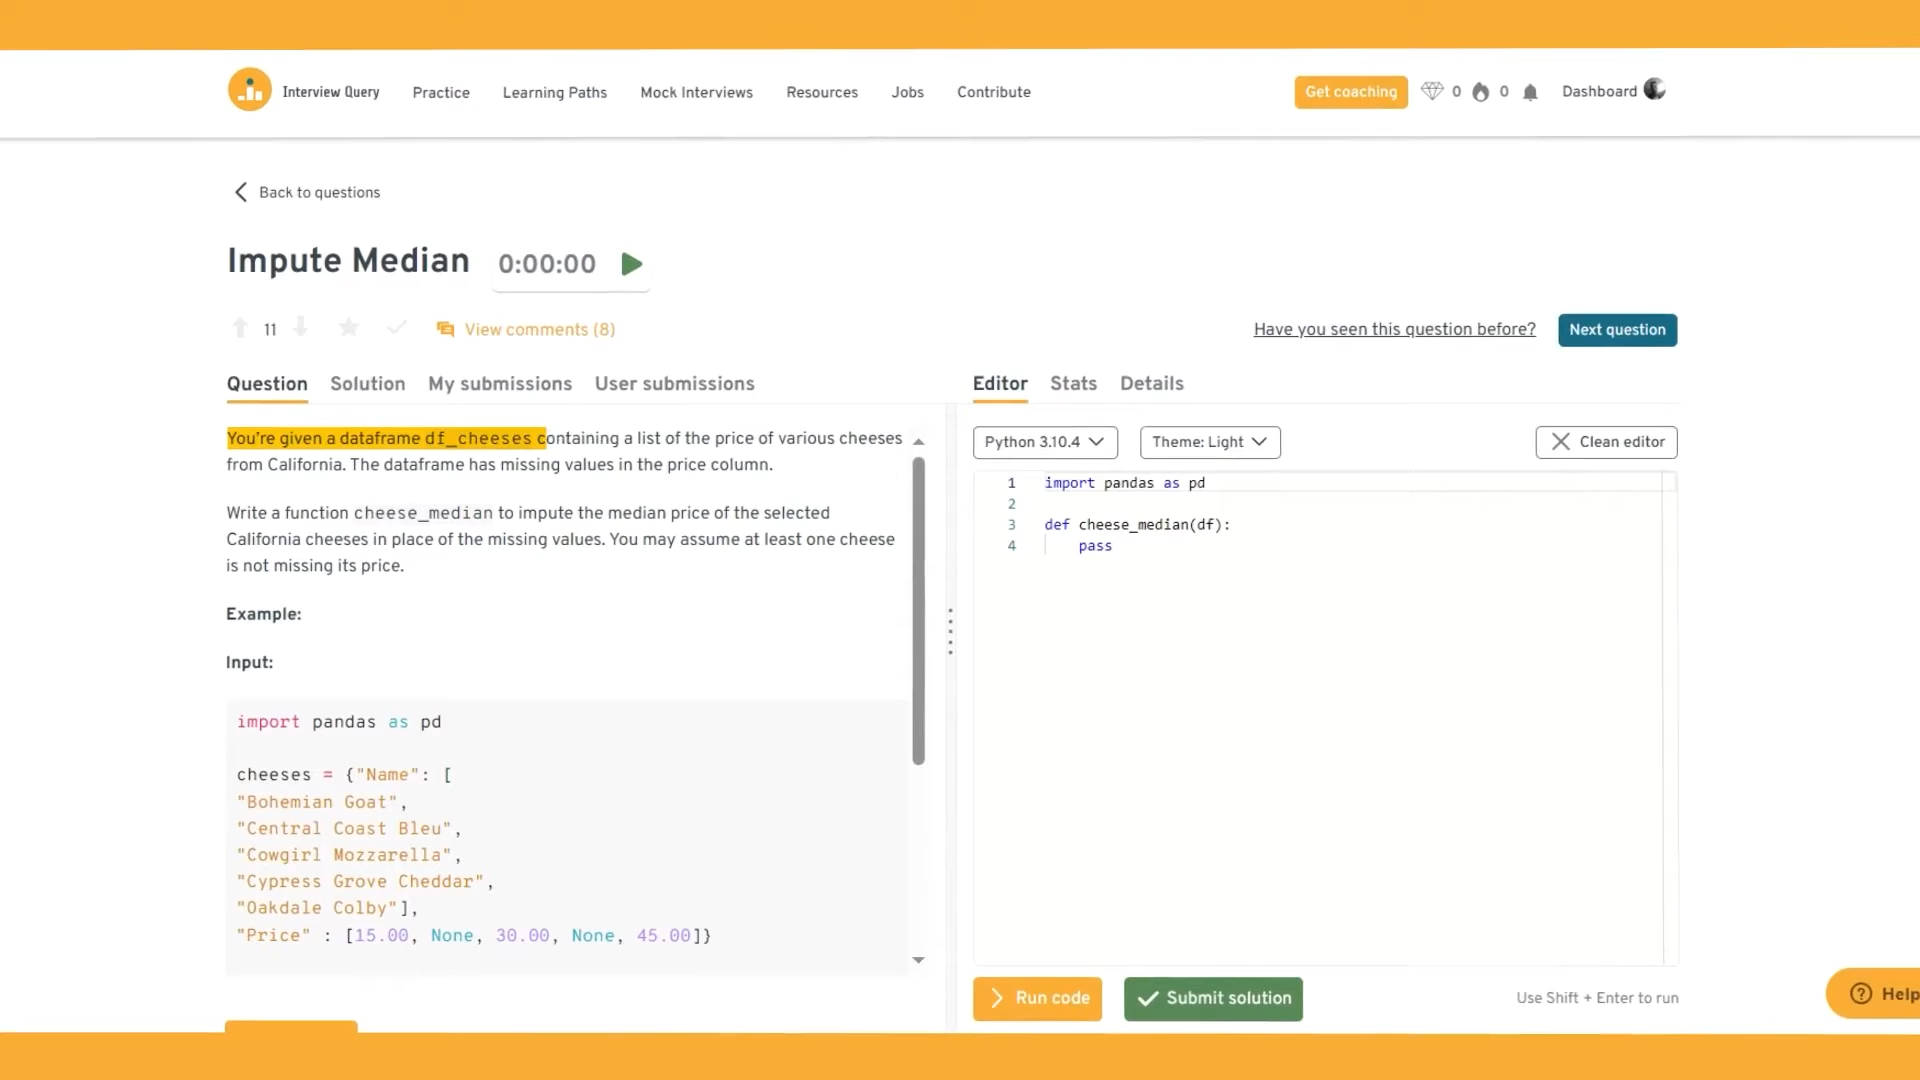 Interview Query Practice Learning Paths Mock Interviews Resources Jobs Contribute Get coaching 0 0 Dashboard
Back to questions
Impute Median 0:00:00
11 View comments (8) Have you seen this question before? Next question
Question Solution My submissions User submissions
You're given a dataframe df_cheeses containing a list of the price of various cheeses
from California. The dataframe has missing values in the price column.
Write a function cheese_median to impute the median price of the selected
California cheeses in place of the missing values. You may assume at least one cheese
is not missing its price.
Example:
Input:
import pandas as pd
cheeses = {"Name": [
"Bohemian Goat",
"Central Coast Bleu",
"Cowgirl Mozzarella",
"Cypress Grove Cheddar",
"Oakdale Colby"],
"Price" : [15.00, None, 30.00, None, 45.00]}
Editor Stats Details
Python 3.10.4 Theme: Light Clean editor
1 import pandas as pd
2
3 def cheese_median(df):
4 pass
Run code Submit solution Use Shift + Enter to run
Help